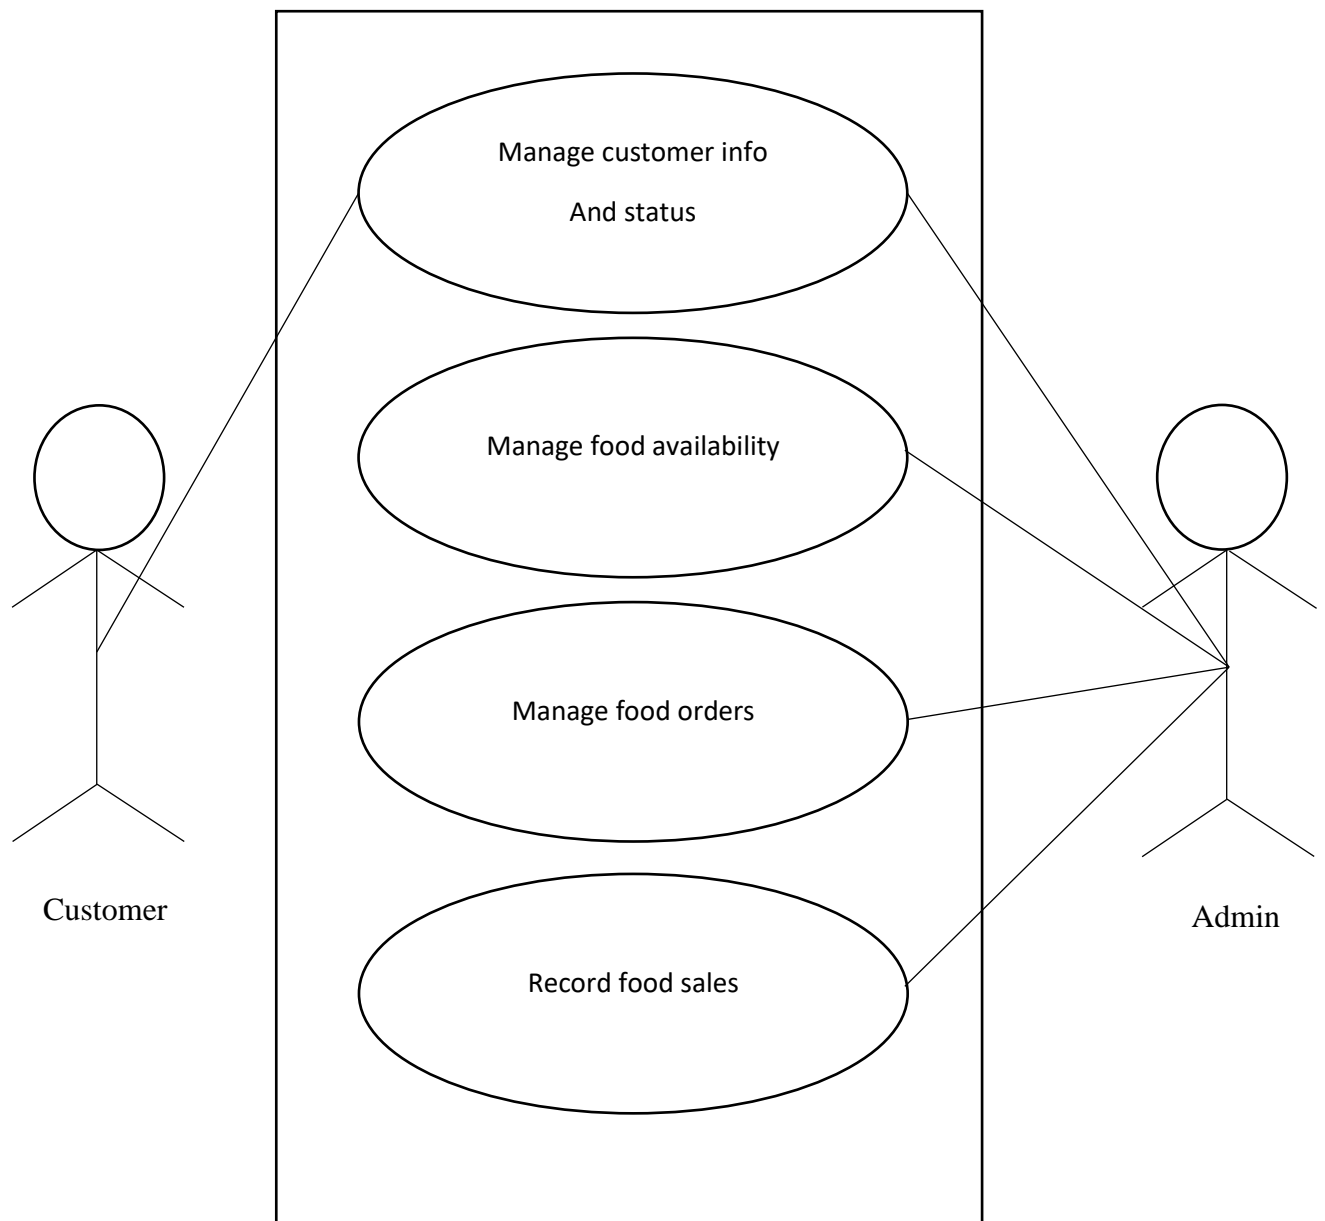 Manage customer info
And status
Manage food availability
Manage food orders
Customer
Admin
Record food sales